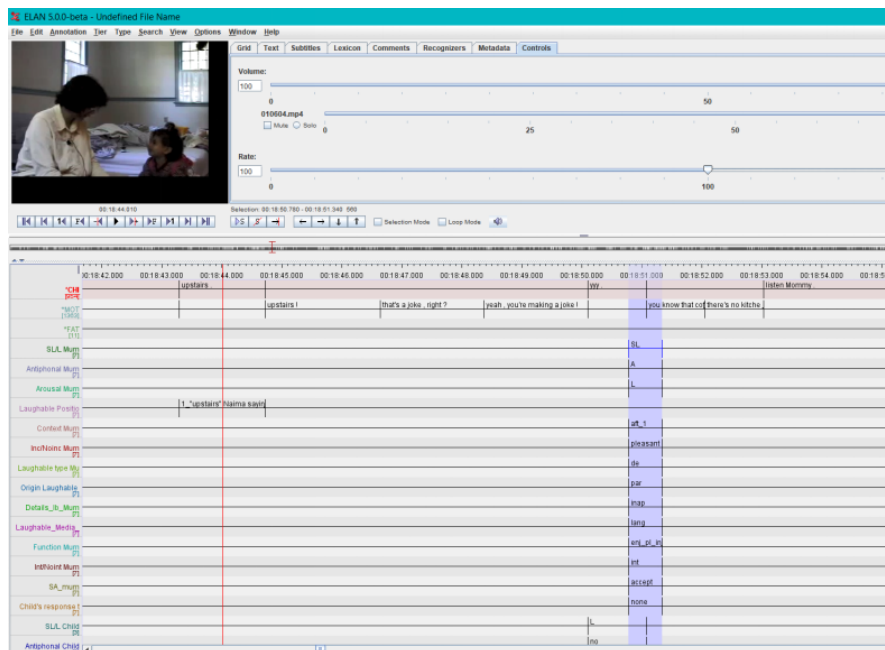 ELAN 5.0.0-beta - Undefined File Name
File Edit Annotation Tier Type Search View Options Window Help
Grid Text Subtitles Lexicon Comments Recognizers Metadata Controls
Volume:
100
0 50
010604.mp4
Mute Solo 0 25 50
Rate:
100
0 100
00:18:44.010
Selection: 00:18:50.780 - 00:18:51.340 560
Selection Mode Loop Mode
00:18:42.000 00:18:43.000 00:18:44.000 00:18:45.000 00:18:46.000 00:18:47.000 00:18:48.000 00:18:49.000 00:18:50.000 00:18:51.000 00:18:52.000 00:18:53.000 00:18:54.000 00:18:5
*CHI upstairs . yyy . listen Mommy .
*MOT upstairs ! that's a joke , right ? yeah , you're making a joke ! you know that cof there's no kitche
*FAT
SL/L Mum SL
Antiphonal Mum A
Arousal Mum L
Laughable Positio 1_"upstairs" Naima sayin
Context Mum aft_1
Inc/NoInc Mum pleasant
Laughable type Mu de
Origin Laughable par
Details_lb_Mum inap
Laughable_Media_ lang
Function Mum enj_pl_inj
Int/Noint Mum int
SA_mum accept
Child's response t none
SL/L Child L
Antiphonal Child no